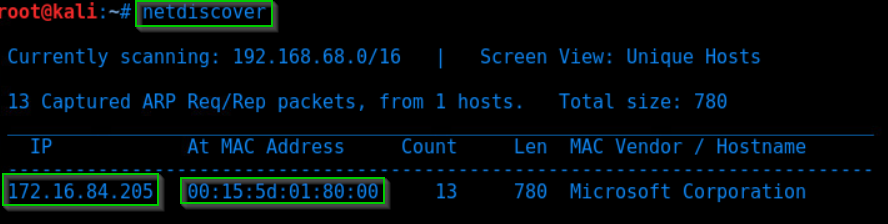 root@kali:~# netdiscover
Currently scanning: 192.168.68.0/16   |   Screen View: Unique Hosts
13 Captured ARP Req/Rep packets, from 1 hosts.   Total size: 780
IP            At MAC Address     Count     Len  MAC Vendor / Hostname
172.16.84.205   00:15:5d:01:80:00     13     780  Microsoft Corporation